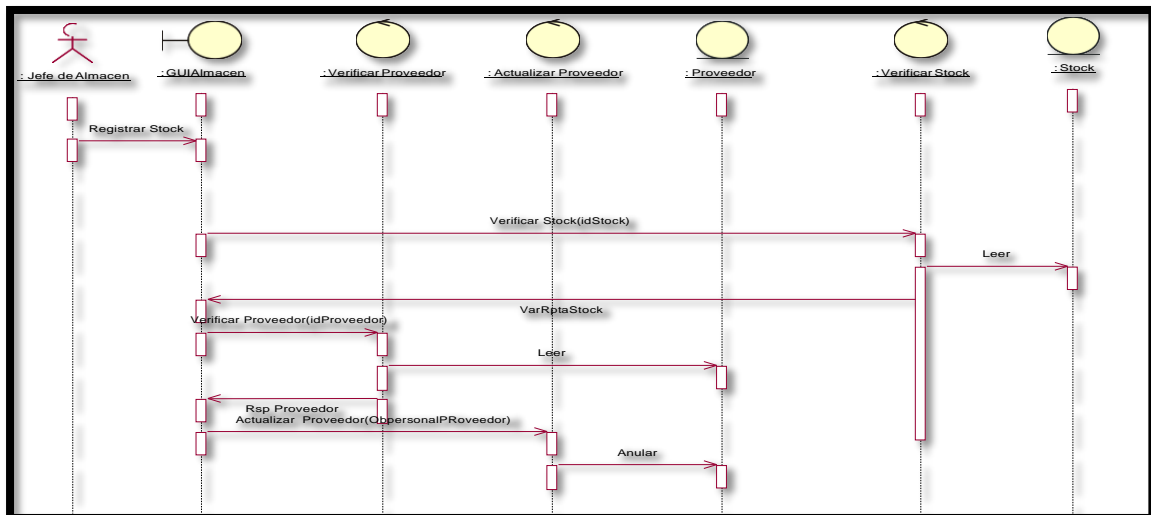 : Jefe de Almacen
: GUIAlmacen
: Verificar Proveedor
: Actulizar Proveedor
: Proveedor
: Verificar Stock
: Stock
Registrar Stock
Verificar Stock(idStock)
Leer
VarRptaStock
Verificar Proveedor(idProveedor)
Leer
Rsp Proveedor
Actualizar Proveedor(ObpersonalPRoveedor)
Anular